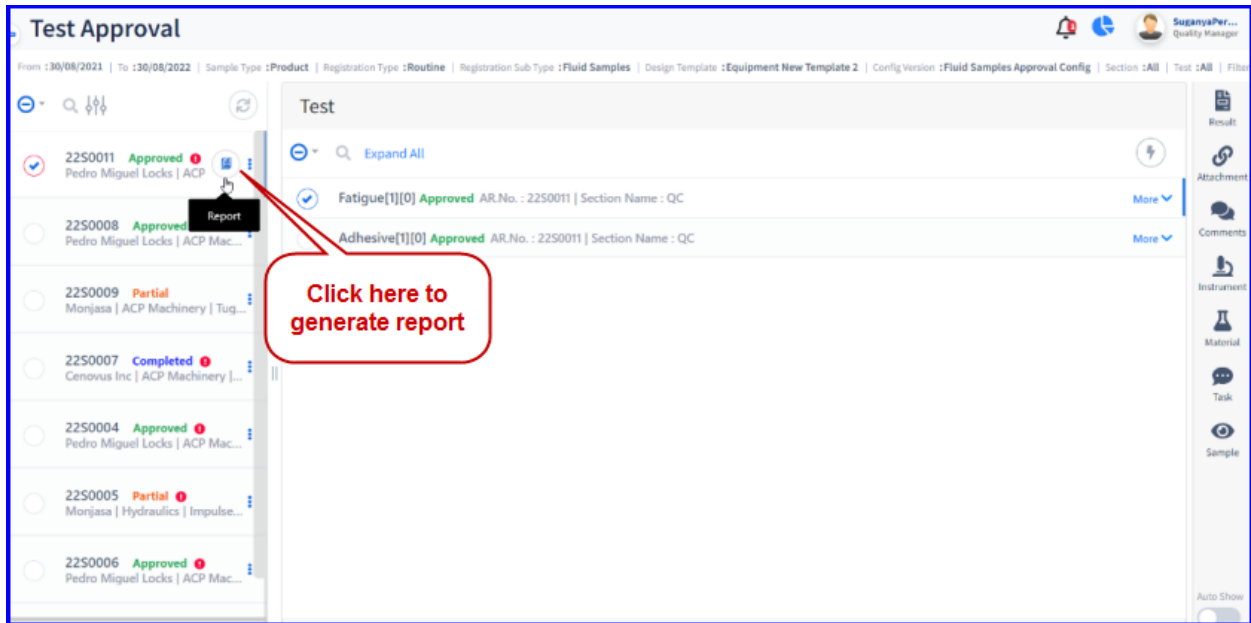 Test Approval
SuganyaPer...
Quality Manager
From :30/08/2021 | To :30/08/2022 | Sample Type :Product | Registration Type :Routine | Registration Sub Type :Fluid Samples | Design Template :Equipment New Template 2 | Config Version :Fluid Samples Approval Config | Section :All | Test :All | Filter
22S0011 Approved
Pedro Miguel Locks | ACP
Report
22S0008 Approved
Pedro Miguel Locks | ACP Mac...
22S0009 Partial
Monjasa | ACP Machinery | Tug...
22S0007 Completed
Cenovus Inc | ACP Machinery |...
22S0004 Approved
Pedro Miguel Locks | ACP Mac...
22S0005 Partial
Monjasa | Hydraulics | Impulse...
22S0006 Approved
Pedro Miguel Locks | ACP Mac...
Test
Expand All
Fatigue[1][0] Approved AR.No. : 22S0011 | Section Name : QC More
Adhesive[1][0] Approved AR.No. : 22S0011 | Section Name : QC More
Click here to
generate report
Result
Attachment
Comments
Instrument
Material
Task
Sample
Auto Show